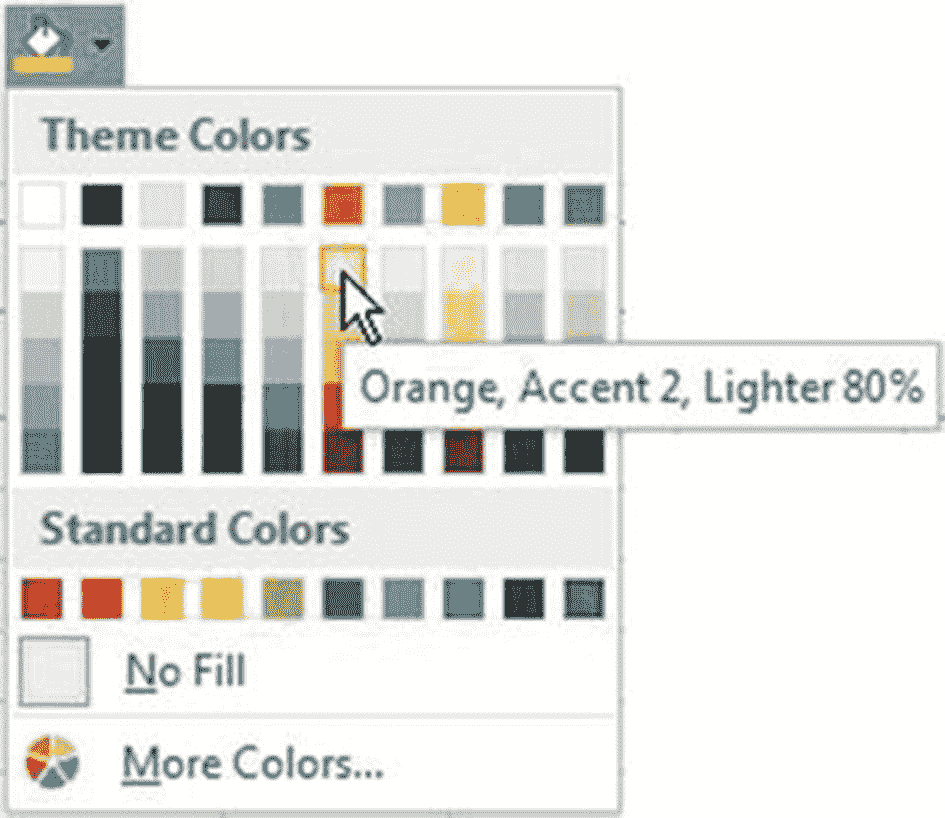 Theme Colors
Orange, Accent 2, Lighter 80%
Standard Colors
No Fill
More Colors...